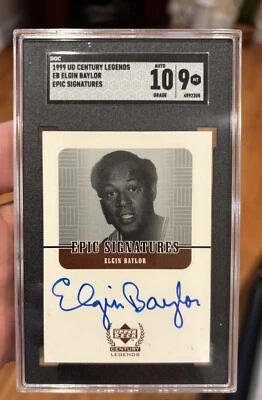 SGC
1999 UD CENTURY LEGENDS
EB ELGIN BAYLOR
EPIC SIGNATURES
AUTO
10
GRADE
9 MT
6892205
EPIC SIGNATURES
ELGIN BAYLOR
Elgin Baylor
UPPER DECK
CENTURY
LEGENDS